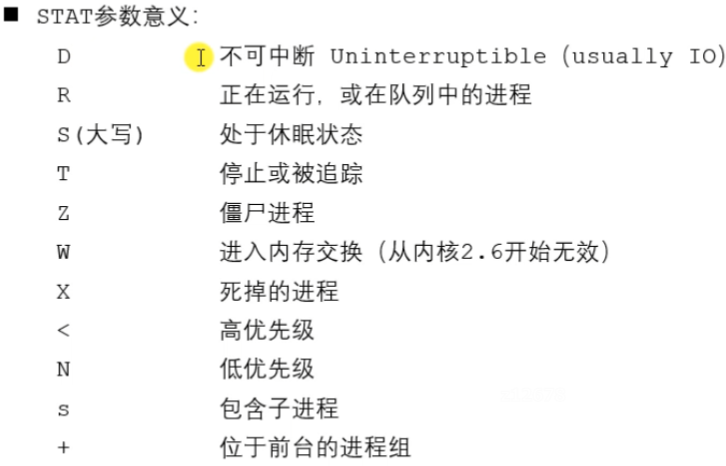 ■ STAT参数意义：
D 不可中断 Uninterruptible（usually IO）
R 正在运行，或在队列中的进程
S(大写) 处于休眠状态
T 停止或被追踪
Z 僵尸进程
W 进入内存交换（从内核2.6开始无效）
X 死掉的进程
< 高优先级
N 低优先级
s 包含子进程
+ 位于前台的进程组